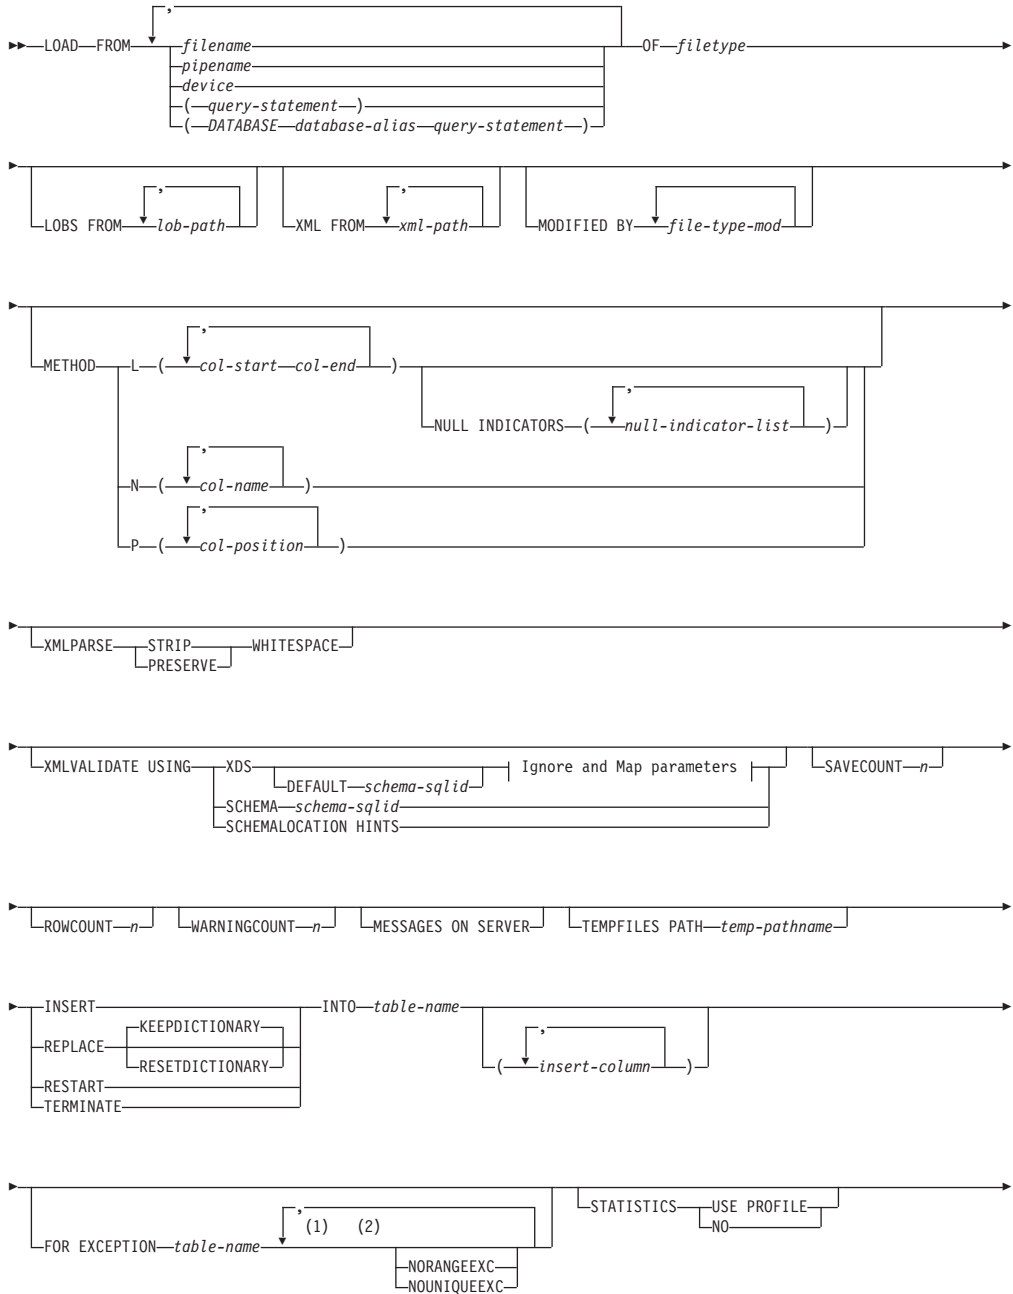 ,
LOAD FROM filename OF filetype
pipename
device
( query-statement )
( DATABASE database-alias query-statement )
, ,
LOBS FROM lob-path XML FROM xml-path MODIFIED BY file-type-mod
,
METHOD L ( col-start col-end )
,
NULL INDICATORS ( null-indicator-list )
,
N ( col-name )
,
P ( col-position )
XMLPARSE STRIP WHITESPACE
PRESERVE
XMLVALIDATE USING XDS Ignore and Map parameters SAVECOUNT n
DEFAULT schema-sqlid
SCHEMA schema-sqlid
SCHEMALOCATION HINTS
ROWCOUNT n WARNINGCOUNT n MESSAGES ON SERVER TEMPFILES PATH temp-pathname
INSERT INTO table-name
KEEPDICTIONARY ,
REPLACE
RESETDICTIONARY ( insert-column )
RESTART
TERMINATE
, STATISTICS USE PROFILE
(1) (2) NO
FOR EXCEPTION table-name
NORANGEEXC
NOUNIQUEEXC